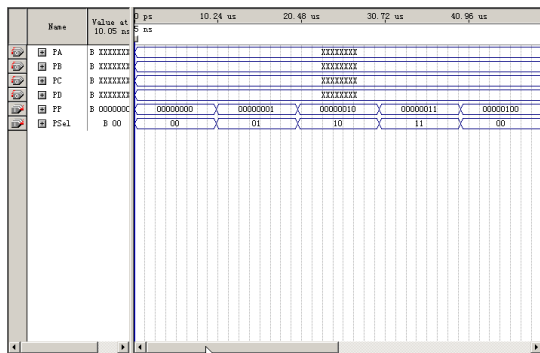 Name
Value at
10.05 ns
0 ps
10.24 us
20.48 us
30.72 us
40.96 us
5 ns
PA B XXXXXXX XXXXXXXX
PB B XXXXXXX XXXXXXXX
PC B XXXXXXX XXXXXXXX
PD B XXXXXXX XXXXXXXX
PP B 0000000 00000000 00000001 00000010 00000011 00000100
PSel B 00 00 01 10 11 00